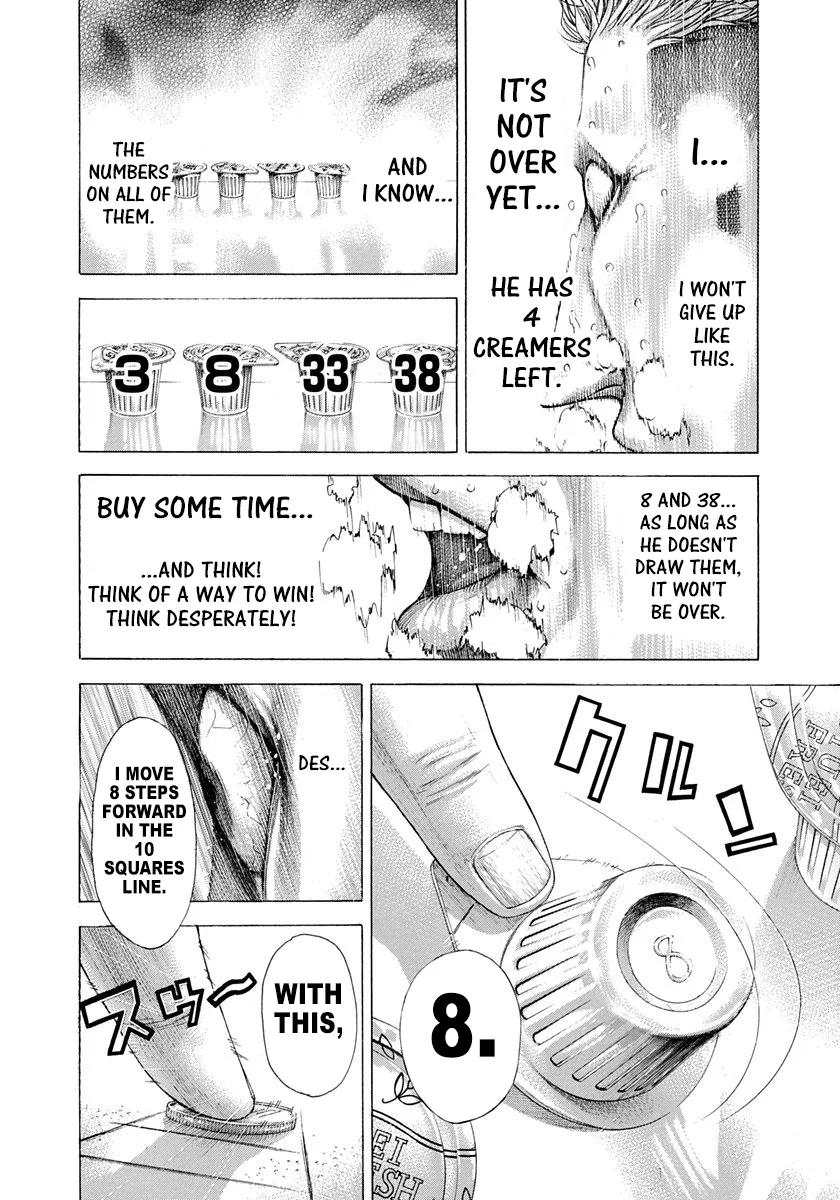 I...
I WON'T
GIVE UP
LIKE
THIS.
IT'S
NOT
OVER
YET...
HE HAS
4
CREAMERS
LEFT.
AND
I KNOW...
THE
NUMBERS
ON ALL OF
THEM.
3 8 33 38
8 AND 38...
AS LONG AS
HE DOESN'T
DRAW THEM,
IT WON'T
BE OVER.
BUY SOME TIME...
...AND THINK!
THINK OF A WAY TO WIN!
THINK DESPERATELY!
クルン
8
8.
DES...
I MOVE
8 STEPS
FORWARD
IN THE
10
SQUARES
LINE.
WITH
THIS,
スゥ〜